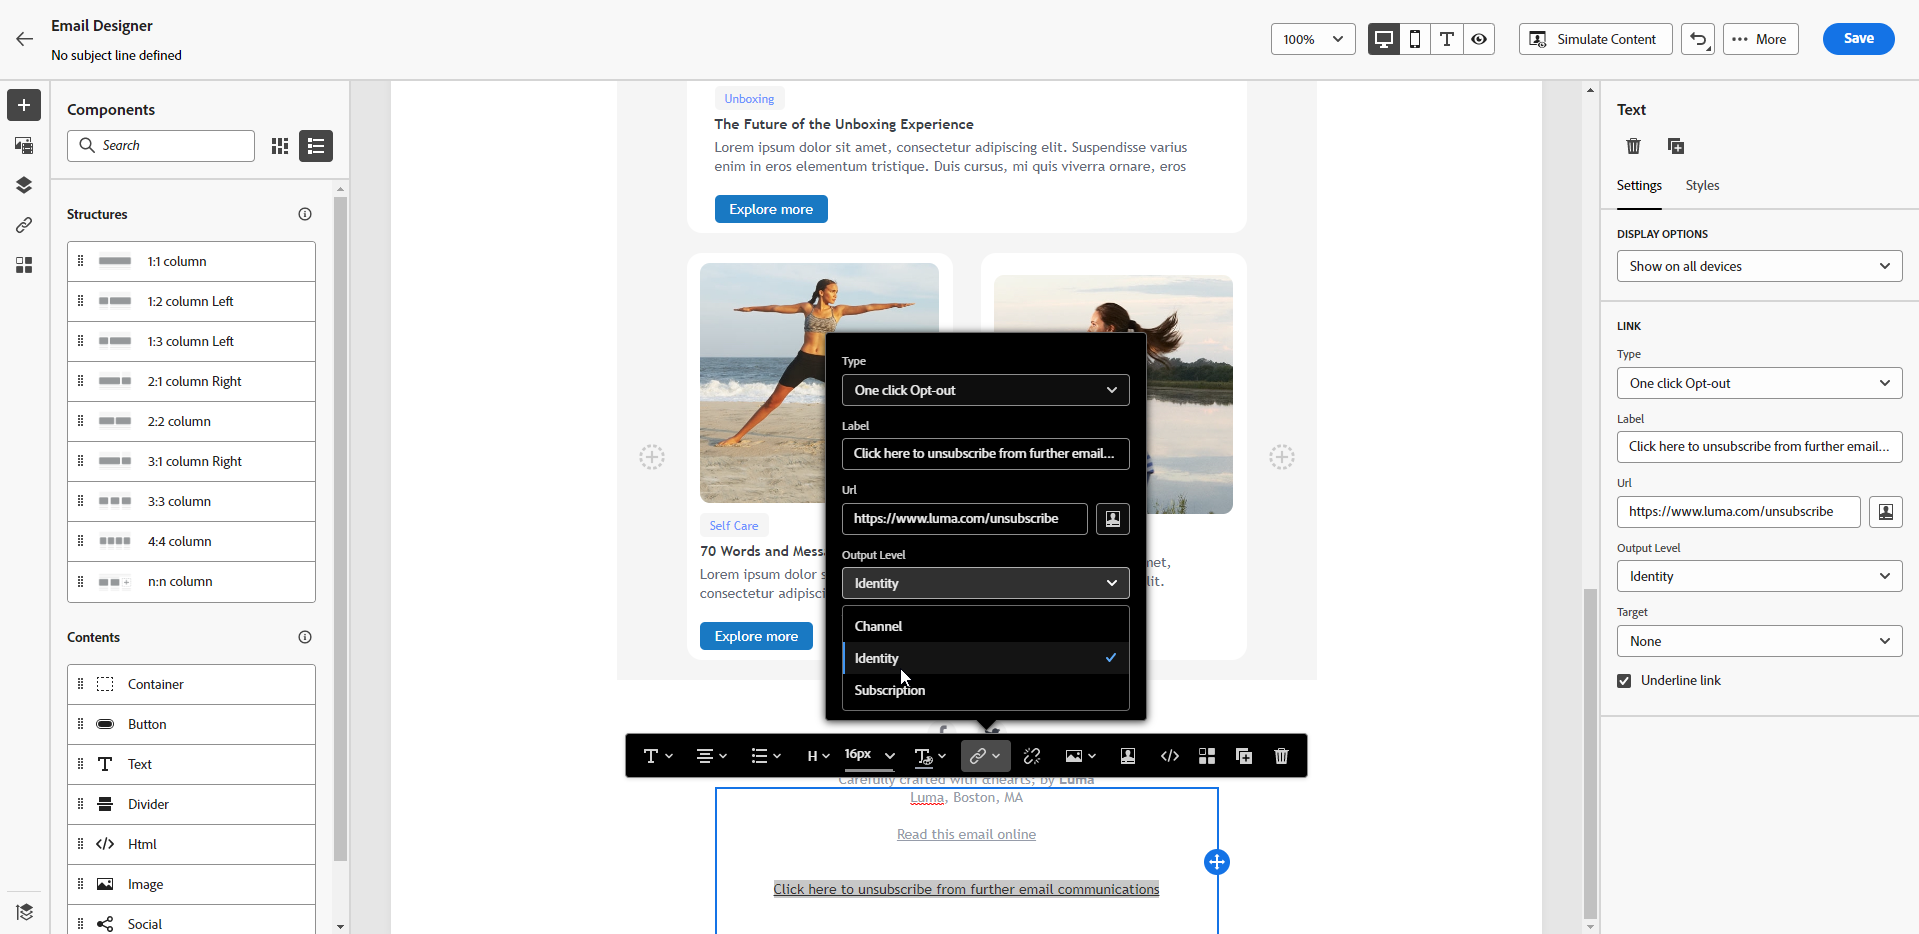 Email Designer
No subject line defined
100%
Simulate Content
More
Save
Components
Search
Structures
1:1 column
1:2 column Left
1:3 column Left
2:1 column Right
2:2 column
3:1 column Right
3:3 column
4:4 column
n:n column
Contents
Container
Button
Text
Divider
Html
Image
Social
Unboxing
The Future of the Unboxing Experience
Lorem ipsum dolor sit amet, consectetur adipiscing elit. Suspendisse varius
enim in eros elementum tristique. Duis cursus, mi quis viverra ornare, eros
Explore more
Self Care
70 Words and Mess
Lorem ipsum dolor s
consectetur adipisci
Explore more
met,
lit.
Type
One click Opt-out
Label
Click here to unsubscribe from further email...
Url
https://www.luma.com/unsubscribe
Output Level
Identity
Channel
Identity
Subscription
H
16px
Carefully crafted with &hearts; by Luma
Luma, Boston, MA
Read this email online
Click here to unsubscribe from further email communications
Text
Settings
Styles
DISPLAY OPTIONS
Show on all devices
LINK
Type
One click Opt-out
Label
Click here to unsubscribe from further email...
Url
https://www.luma.com/unsubscribe
Output Level
Identity
Target
None
Underline link